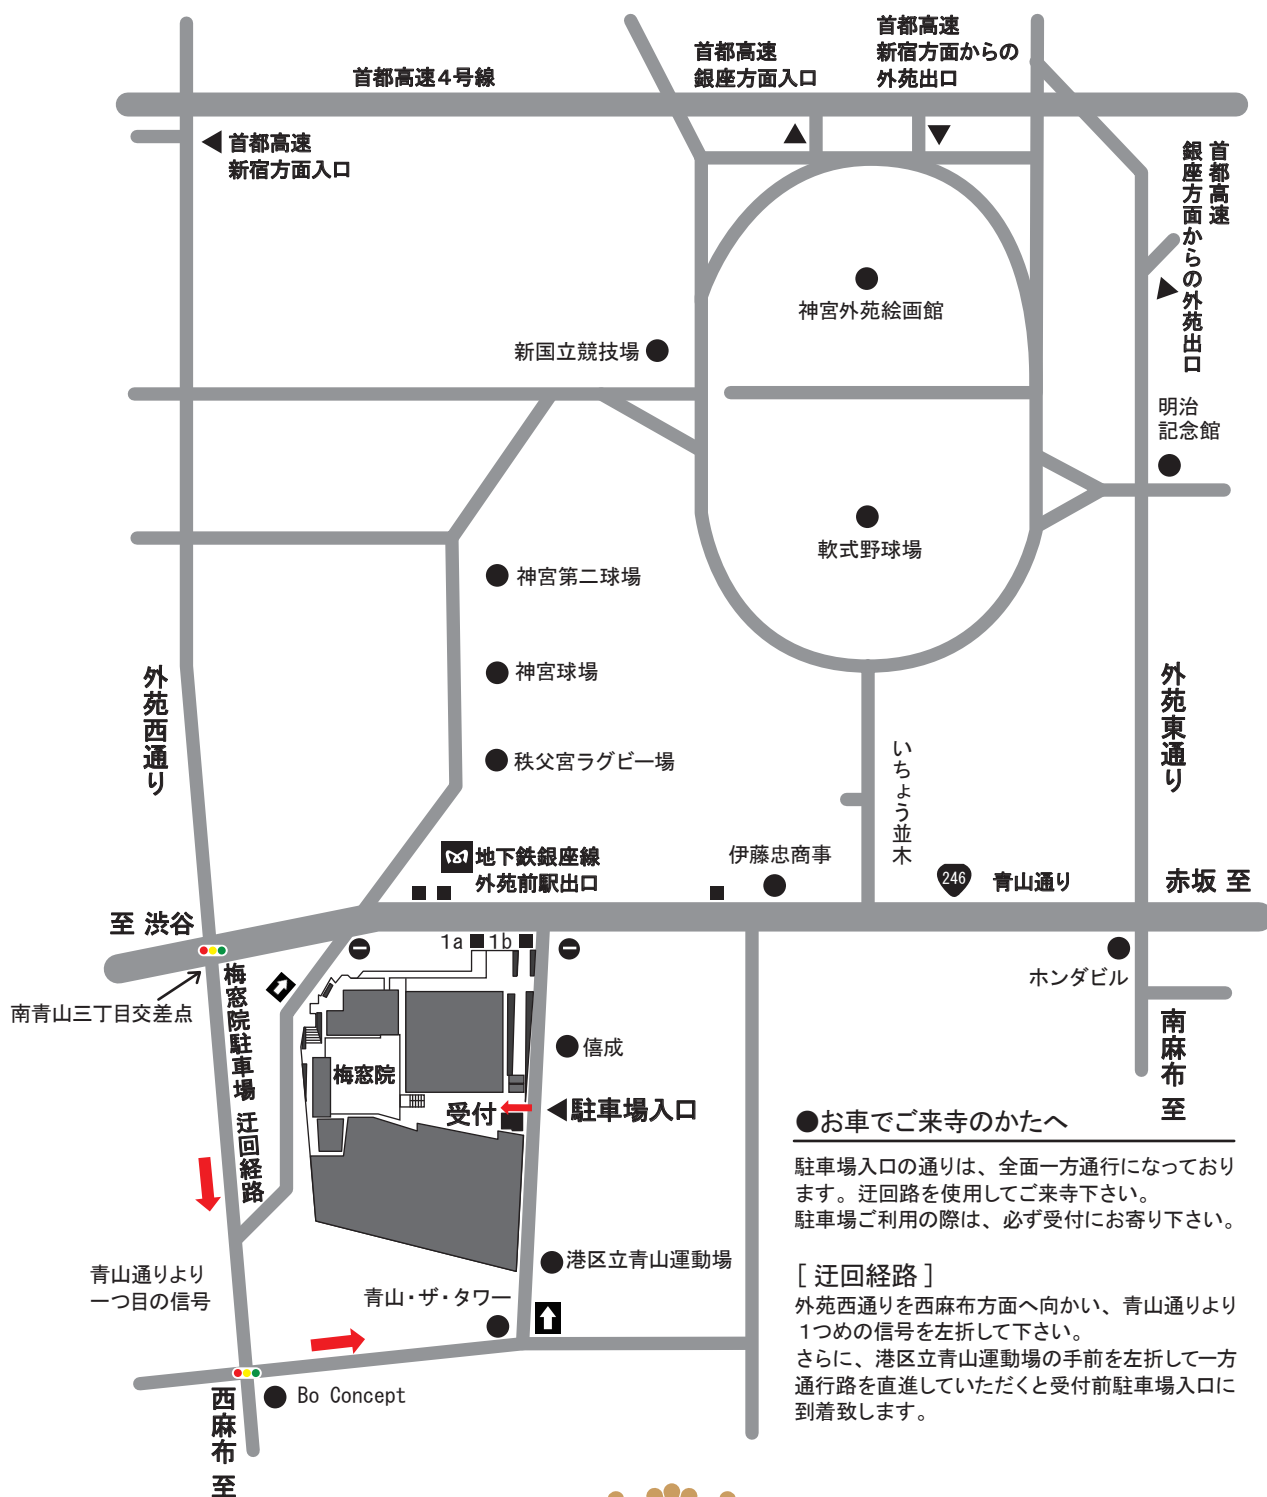 首都高速4号線
首都高速
銀座方面入口
首都高速
新宿方面からの
外苑出口
首都高速
新宿方面入口
首都高速
銀座方面からの外苑出口
神宮外苑絵画館
新国立競技場
明治
記念館
軟式野球場
神宮第二球場
神宮球場
秩父宮ラグビー場
外苑西通り
外苑東通り
いちょう並木
地下鉄銀座線
外苑前駅出口
伊藤忠商事
246
青山通り
赤坂 至
至 渋谷
1a
1b
ホンダビル
南青山三丁目交差点
梅窓院駐車場 迂回経路
南麻布 至
僖成
梅窓院
受付
駐車場入口
●お車でご来寺のかたへ
駐車場入口の通りは、全面一方通行になっており
ます。迂回路を使用してご来寺下さい。
駐車場ご利用の際は、必ず受付にお寄り下さい。
港区立青山運動場
[ 迂回経路 ]
外苑西通りを西麻布方面へ向かい、青山通りより
1つめの信号を左折して下さい。
さらに、港区立青山運動場の手前を左折して一方
通行路を直進していただくと受付前駐車場入口に
到着致します。
青山通りより
一つ目の信号
青山・ザ・タワー
Bo Concept
西麻布 至